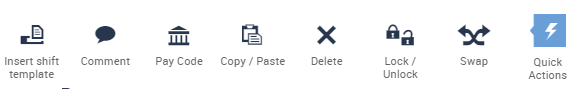 Insert shift
template
Comment
Pay Code
Copy / Paste
Delete
Lock /
Unlock
Swap
Quick
Actions